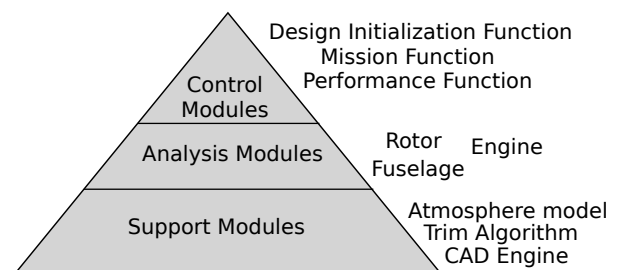 Design Initialization Function
Mission Function
Performance Function
Control
Modules
Analysis Modules
Rotor
Engine
Fuselage
Support Modules
Atmosphere model
Trim Algorithm
CAD Engine